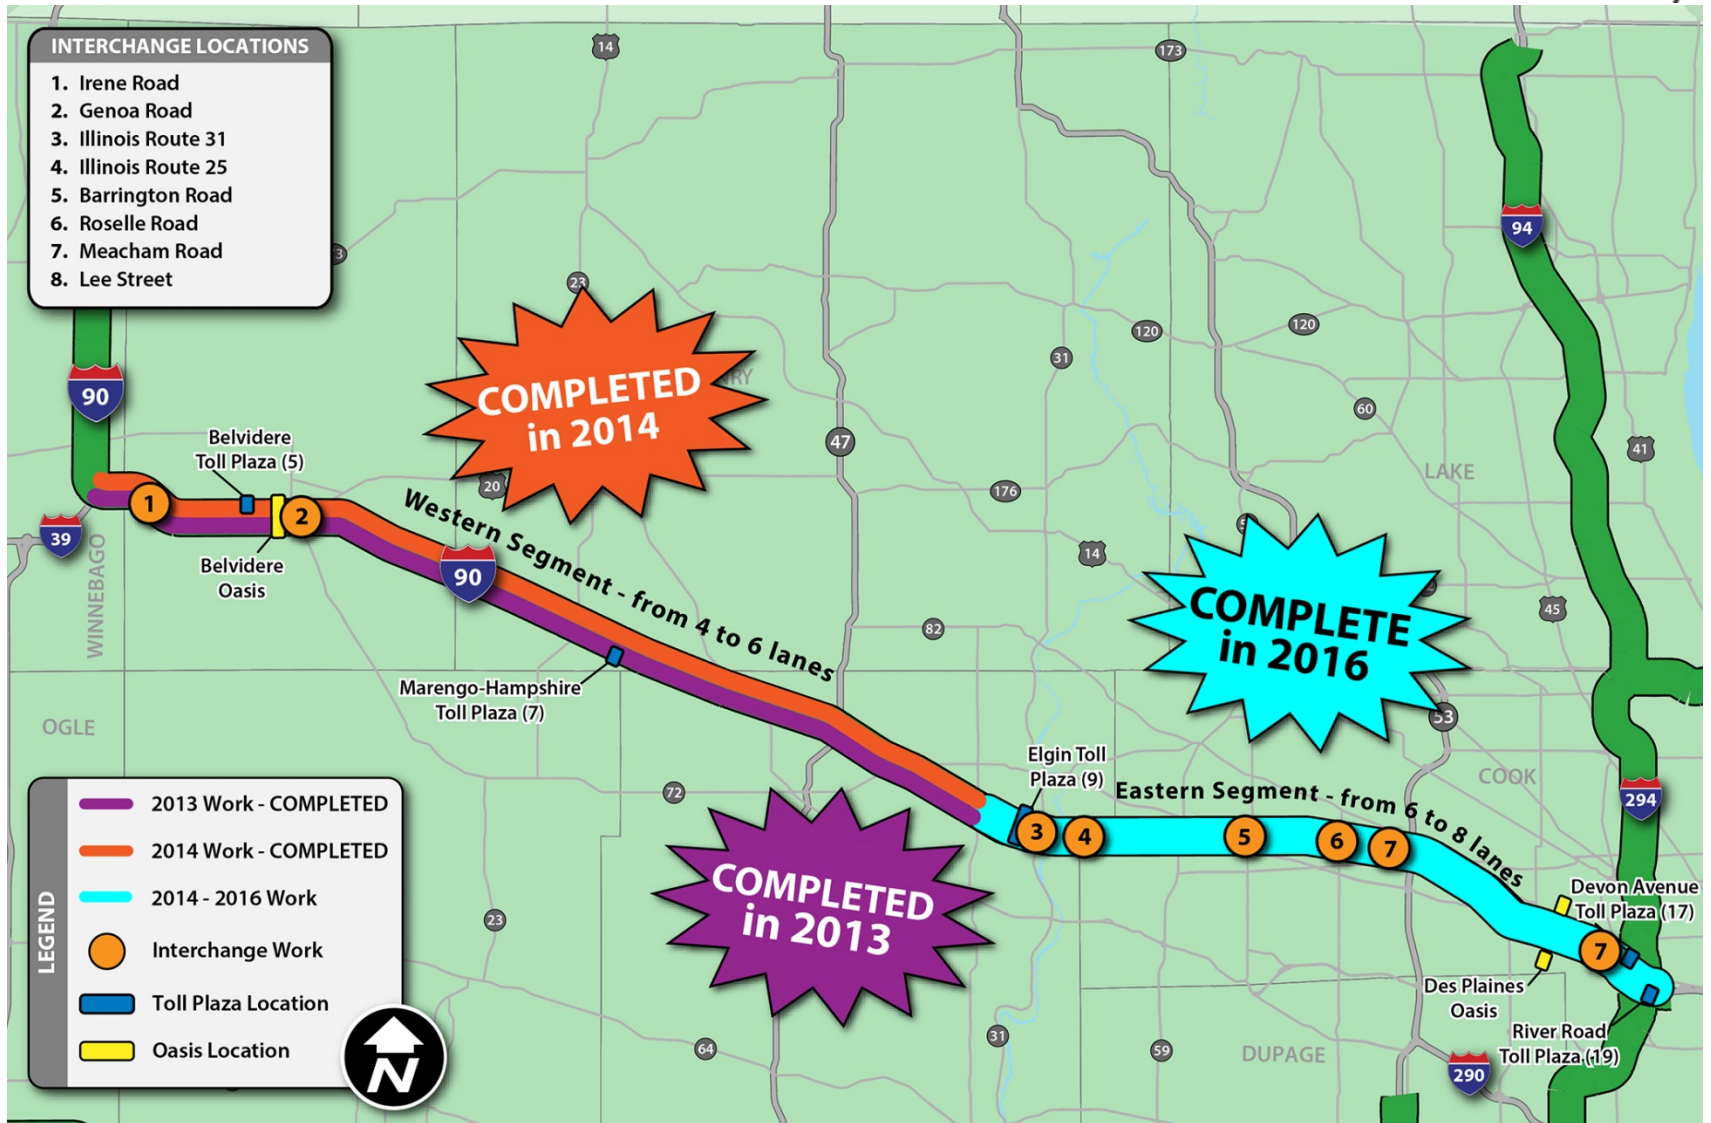 INTERCHANGE LOCATIONS
1. Irene Road
2. Genoa Road
3. Illinois Route 31
4. Illinois Route 25
5. Barrington Road
6. Roselle Road
7. Meacham Road
8. Lee Street
14
173
94
23
120
120
31
60
41
90
COMPLETED
in 2014
47
LAKE
Belvidere
Toll Plaza (5)
20
176
1
2
39
WINNEBAGO
Belvidere
Oasis
90
Western Segment - from 4 to 6 lanes
14
COMPLETE
in 2016
45
82
Marengo-Hampshire
Toll Plaza (7)
OGLE
53
Elgin Toll
Plaza (9)
COOK
294
72
Eastern Segment - from 6 to 8 lanes
3
4
5
6
7
COMPLETED
in 2013
Devon Avenue
Toll Plaza (17)
7
Des Plaines
Oasis
River Road
Toll Plaza (19)
23
64
31
59
DUPAGE
290
LEGEND
2013 Work - COMPLETED
2014 Work - COMPLETED
2014 - 2016 Work
Interchange Work
Toll Plaza Location
Oasis Location
N